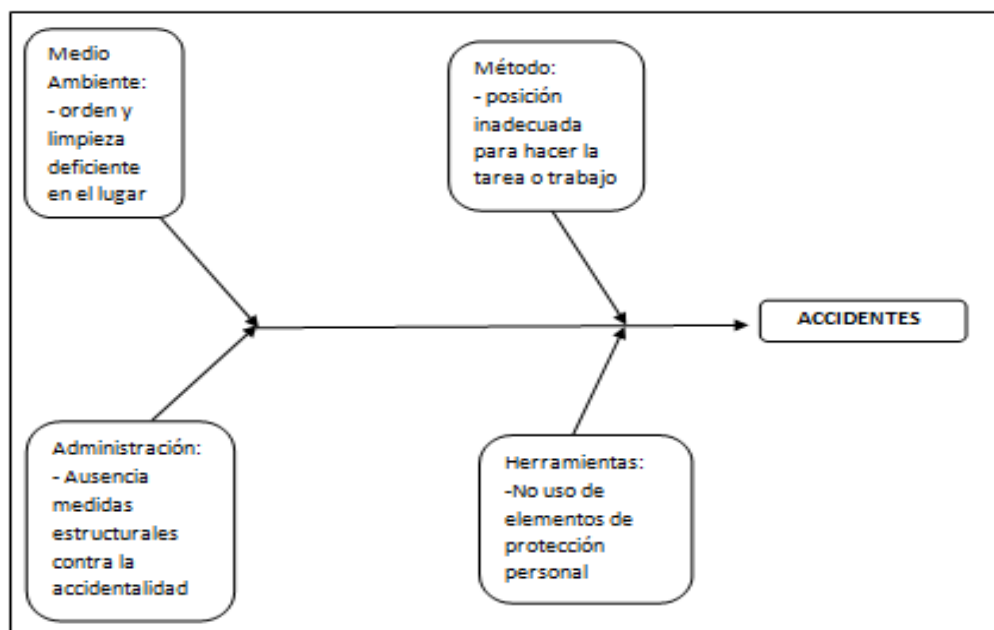 Medio
Ambiente:
- orden y
limpieza
deficiente
en el lugar
Método:
- posición
inadecuada
para hacer la
tarea o trabajo
ACCIDENTES
Administración:
- Ausencia
medidas
estructurales
contra la
accidentalidad
Herramientas:
-No uso de
elementos de
protección
personal